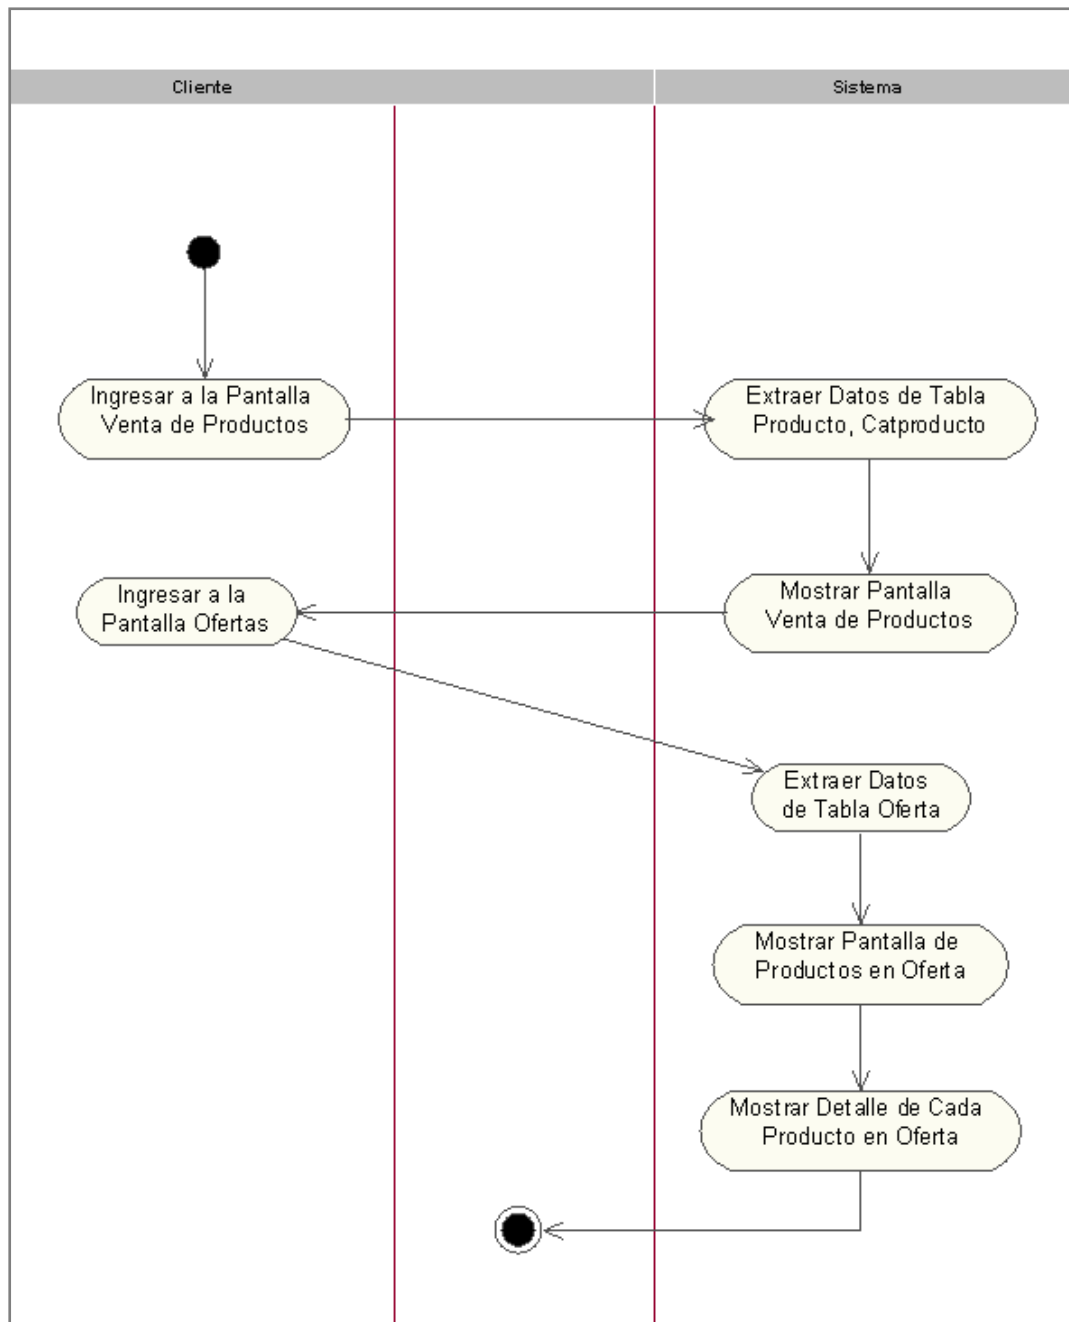 Cliente
Sistema
Ingresar a la Pantalla
Venta de Productos
Extraer Datos de Tabla
Producto, Catproducto
Mostrar Pantalla
Venta de Productos
Ingresar a la
Pantalla Ofertas
Extraer Datos
de Tabla Oferta
Mostrar Pantalla de
Productos en Oferta
Mostrar Detalle de Cada
Producto en Oferta